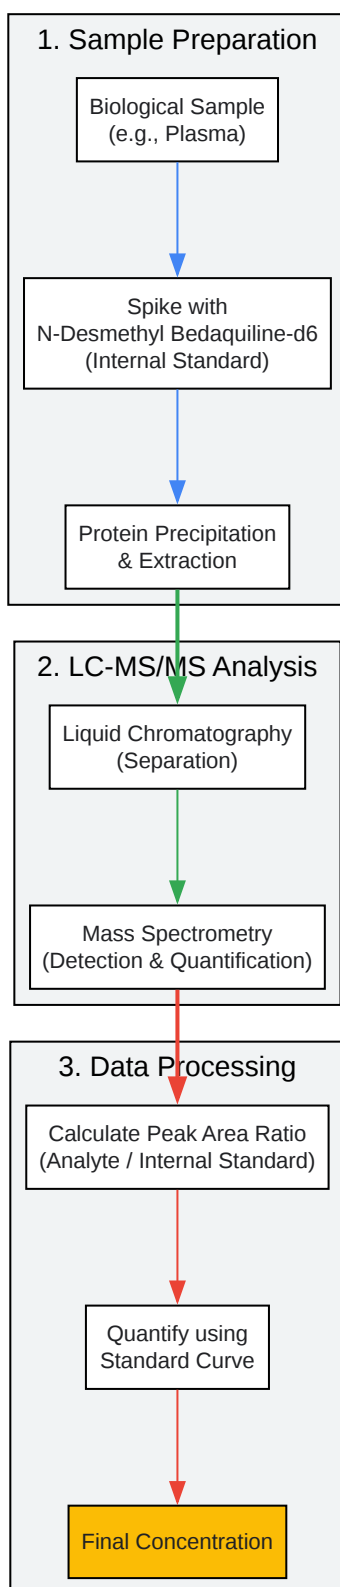 1. Sample Preparation
Biological Sample
(e.g., Plasma)
Spike with
N-Desmethyl Bedaquiline-d6
(Internal Standard)
Protein Precipitation
& Extraction
2. LC-MS/MS Analysis
Liquid Chromatography
(Separation)
Mass Spectrometry
(Detection & Quantification)
3. Data Processing
Calculate Peak Area Ratio
(Analyte / Internal Standard)
Quantify using
Standard Curve
Final Concentration